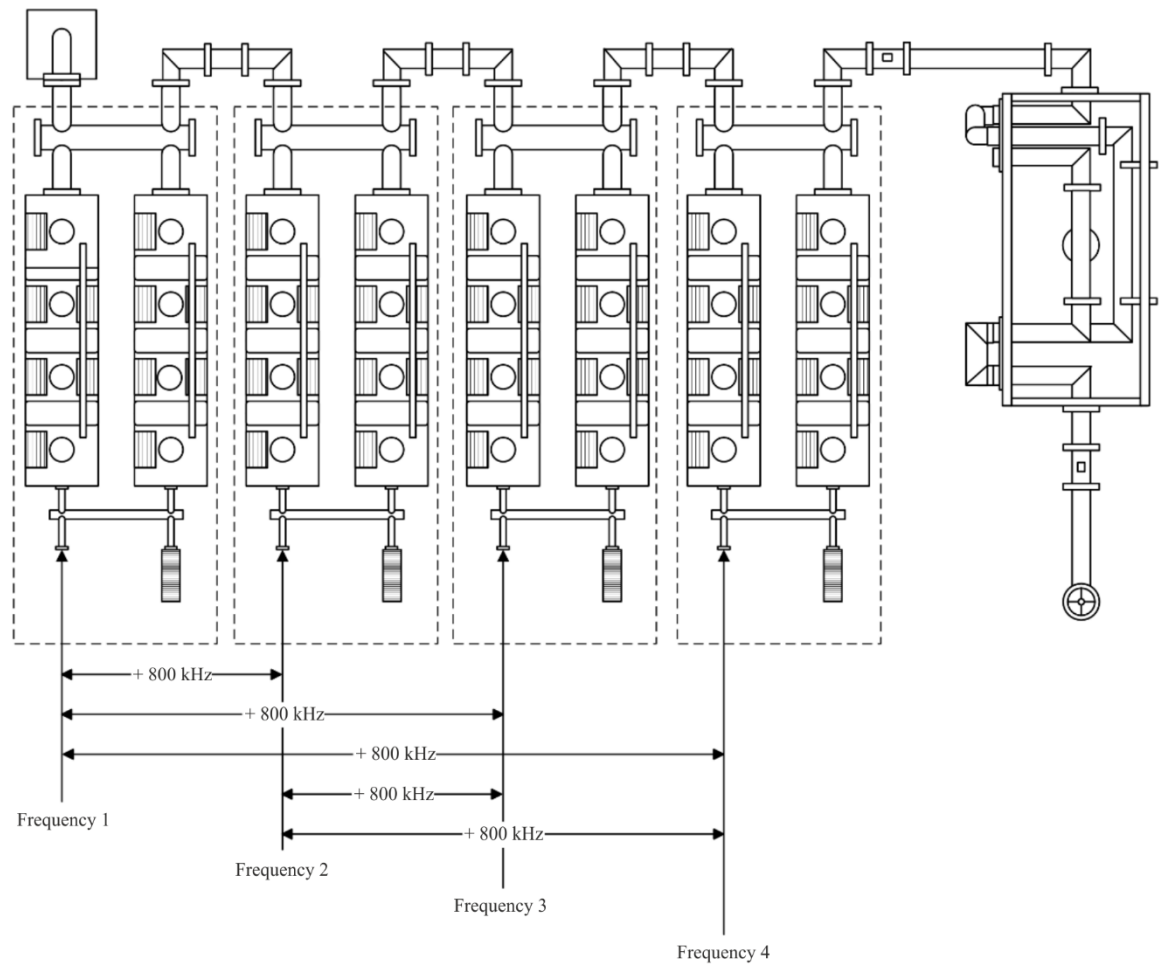 + 800 kHz
+ 800 kHz
+ 800 kHz
+ 800 kHz
+ 800 kHz
Frequency 1
Frequency 2
Frequency 3
Frequency 4